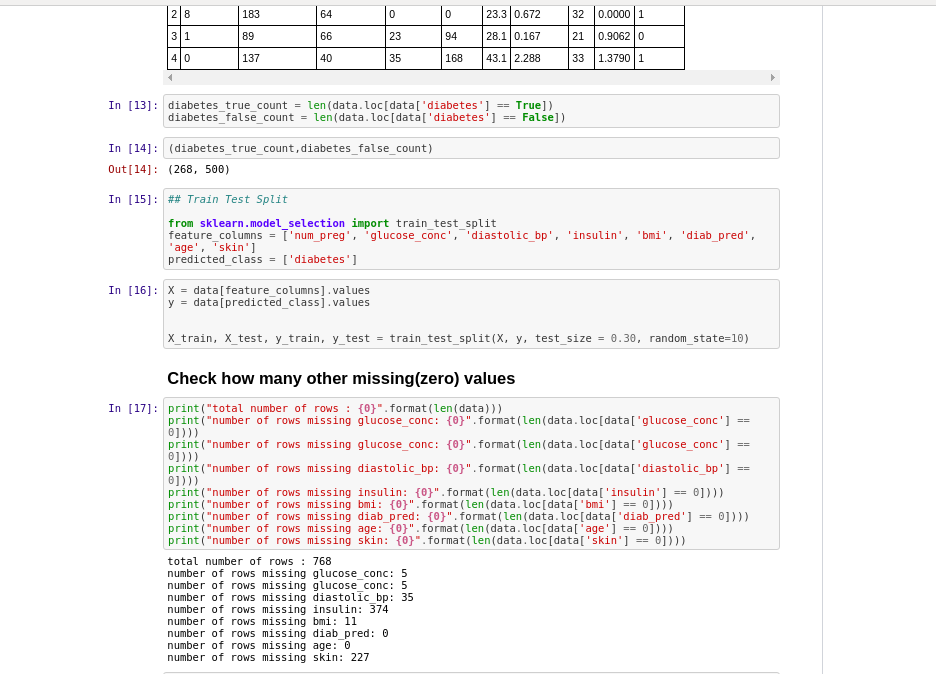 2 8 183 64 0 0 23.3 0.672 32 0.0000 1
3 1 89 66 23 94 28.1 0.167 21 0.9062 0
4 0 137 40 35 168 43.1 2.288 33 1.3790 1
In [13]: diabetes_true_count = len(data.loc[data['diabetes'] == True])
diabetes_false_count = len(data.loc[data['diabetes'] == False])
In [14]: (diabetes_true_count,diabetes_false_count)
Out[14]: (268, 500)
In [15]: ## Train Test Split
from sklearn.model_selection import train_test_split
feature_columns = ['num_preg', 'glucose_conc', 'diastolic_bp', 'insulin', 'bmi', 'diab_pred',
'age', 'skin']
predicted_class = ['diabetes']
In [16]: X = data[feature_columns].values
y = data[predicted_class].values
X_train, X_test, y_train, y_test = train_test_split(X, y, test_size = 0.30, random_state=10)
Check how many other missing(zero) values
In [17]: print("total number of rows : {0}".format(len(data)))
print("number of rows missing glucose_conc: {0}".format(len(data.loc[data['glucose_conc'] ==
0])))
print("number of rows missing glucose_conc: {0}".format(len(data.loc[data['glucose_conc'] ==
0])))
print("number of rows missing diastolic_bp: {0}".format(len(data.loc[data['diastolic_bp'] ==
0])))
print("number of rows missing insulin: {0}".format(len(data.loc[data['insulin'] == 0])))
print("number of rows missing bmi: {0}".format(len(data.loc[data['bmi'] == 0])))
print("number of rows missing diab_pred: {0}".format(len(data.loc[data['diab_pred'] == 0])))
print("number of rows missing age: {0}".format(len(data.loc[data['age'] == 0])))
print("number of rows missing skin: {0}".format(len(data.loc[data['skin'] == 0])))
total number of rows : 768
number of rows missing glucose_conc: 5
number of rows missing glucose_conc: 5
number of rows missing diastolic_bp: 35
number of rows missing insulin: 374
number of rows missing bmi: 11
number of rows missing diab_pred: 0
number of rows missing age: 0
number of rows missing skin: 227